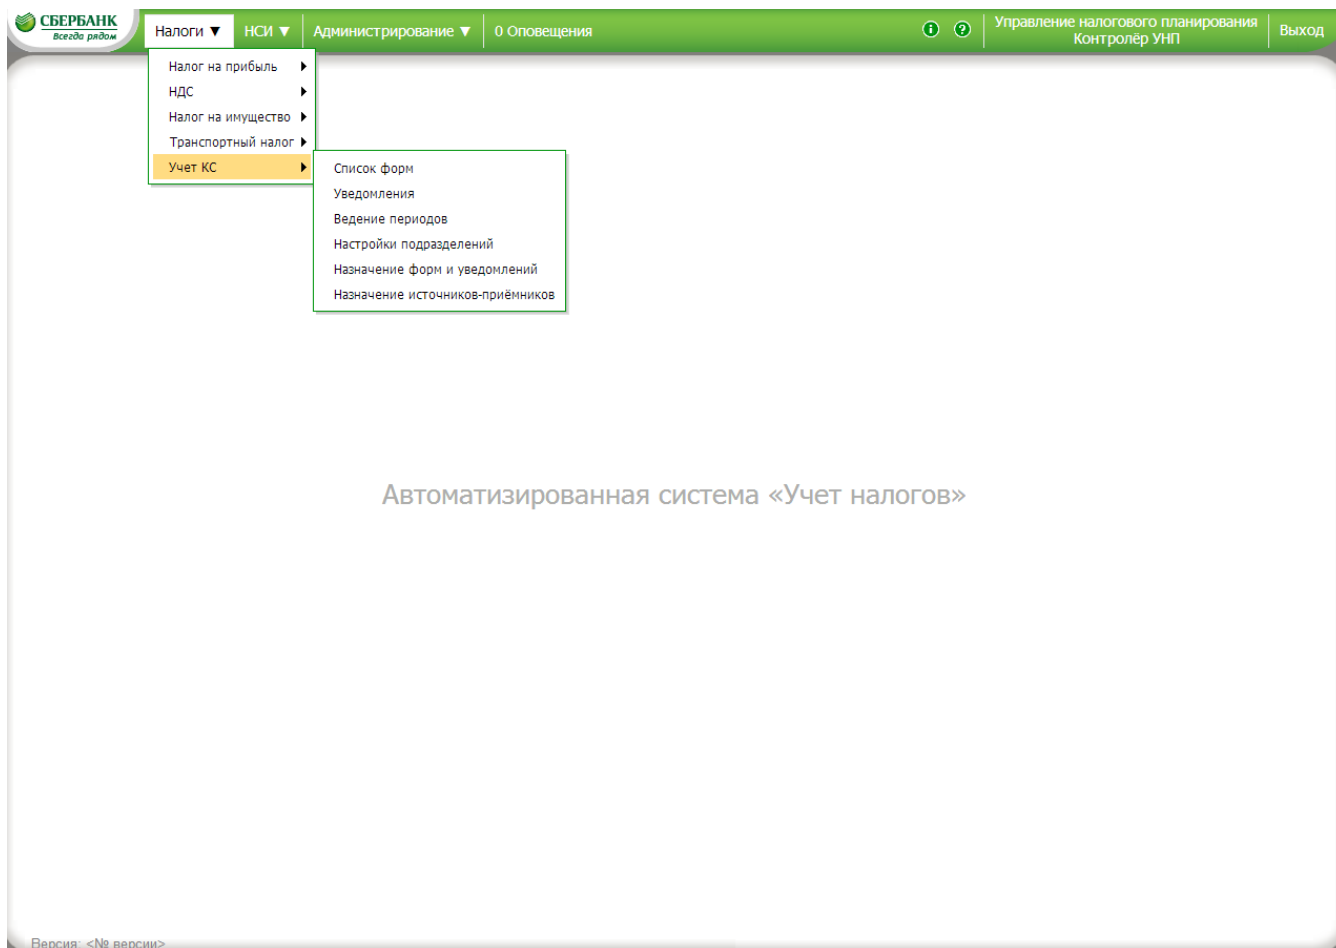 СБЕРБАНК
Всегда рядом
Налоги ▼
НСИ ▼
Администрирование ▼
0 Оповещения
Управление налогового планирования
Контролёр УНП
Выход
Налог на прибыль
НДС
Налог на имущество
Транспортный налог
Учет КС
Список форм
Уведомления
Ведение периодов
Настройки подразделений
Назначение форм и уведомлений
Назначение источников-приёмников
Автоматизированная система «Учет налогов»
Версия: <№ версии>